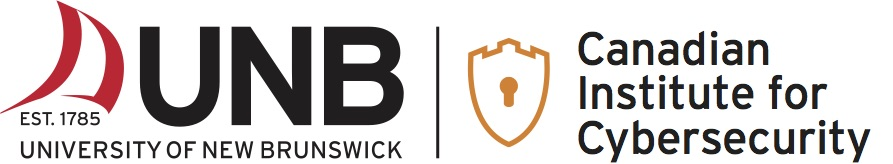 UNB
EST. 1785
UNIVERSITY OF NEW BRUNSWICK
Canadian
Institute for
Cybersecurity